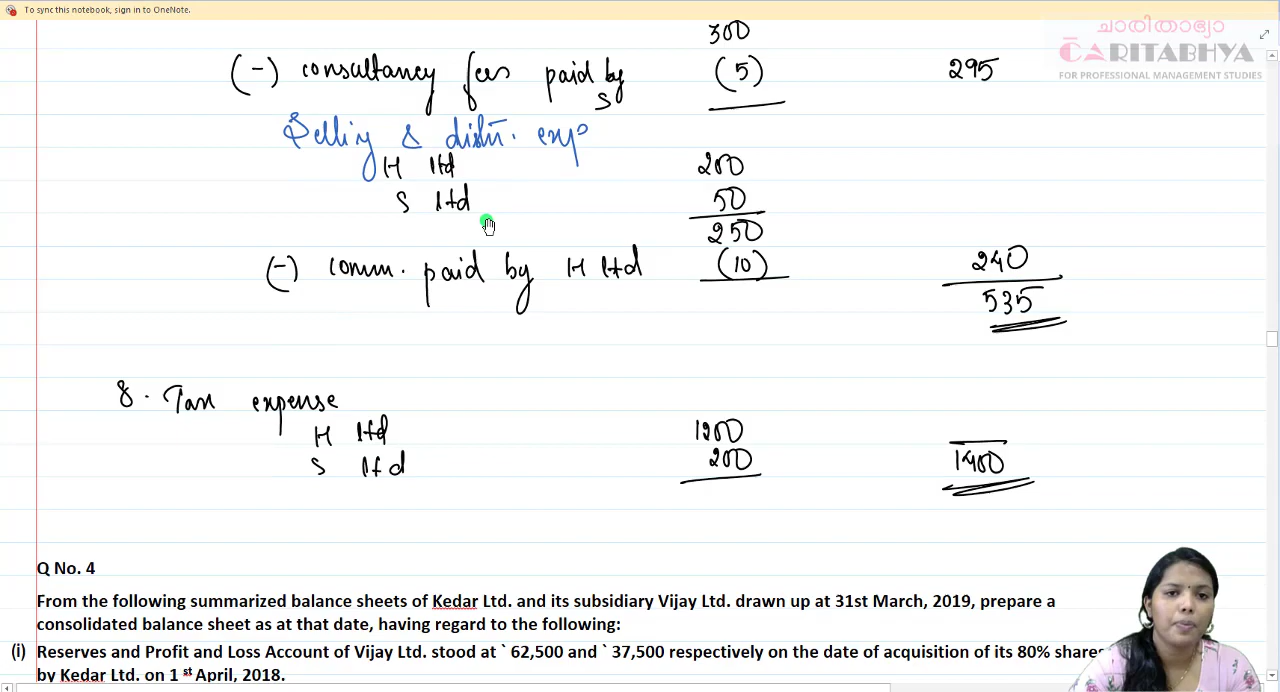 To sync this notebook, sign in to OneNote.
ചാരിതാഭ്യാ
CARITABHYA
FOR PROFESSIONAL MANAGEMENT STUDIES
300
(-) consultancy fees paid by S (5) 295
Selling & distri. exp
H ltd 200
S ltd 50
250
(-) comm. paid by H ltd (10) 240
535
8. Tax expense
H ltd 1200
S ltd 200 1400
Q No. 4
From the following summarized balance sheets of Kedar Ltd. and its subsidiary Vijay Ltd. drawn up at 31st March, 2019, prepare a
consolidated balance sheet as at that date, having regard to the following:
(i) Reserves and Profit and Loss Account of Vijay Ltd. stood at ` 62,500 and ` 37,500 respectively on the date of acquisition of its 80% shares
by Kedar Ltd. on 1 st April, 2018.